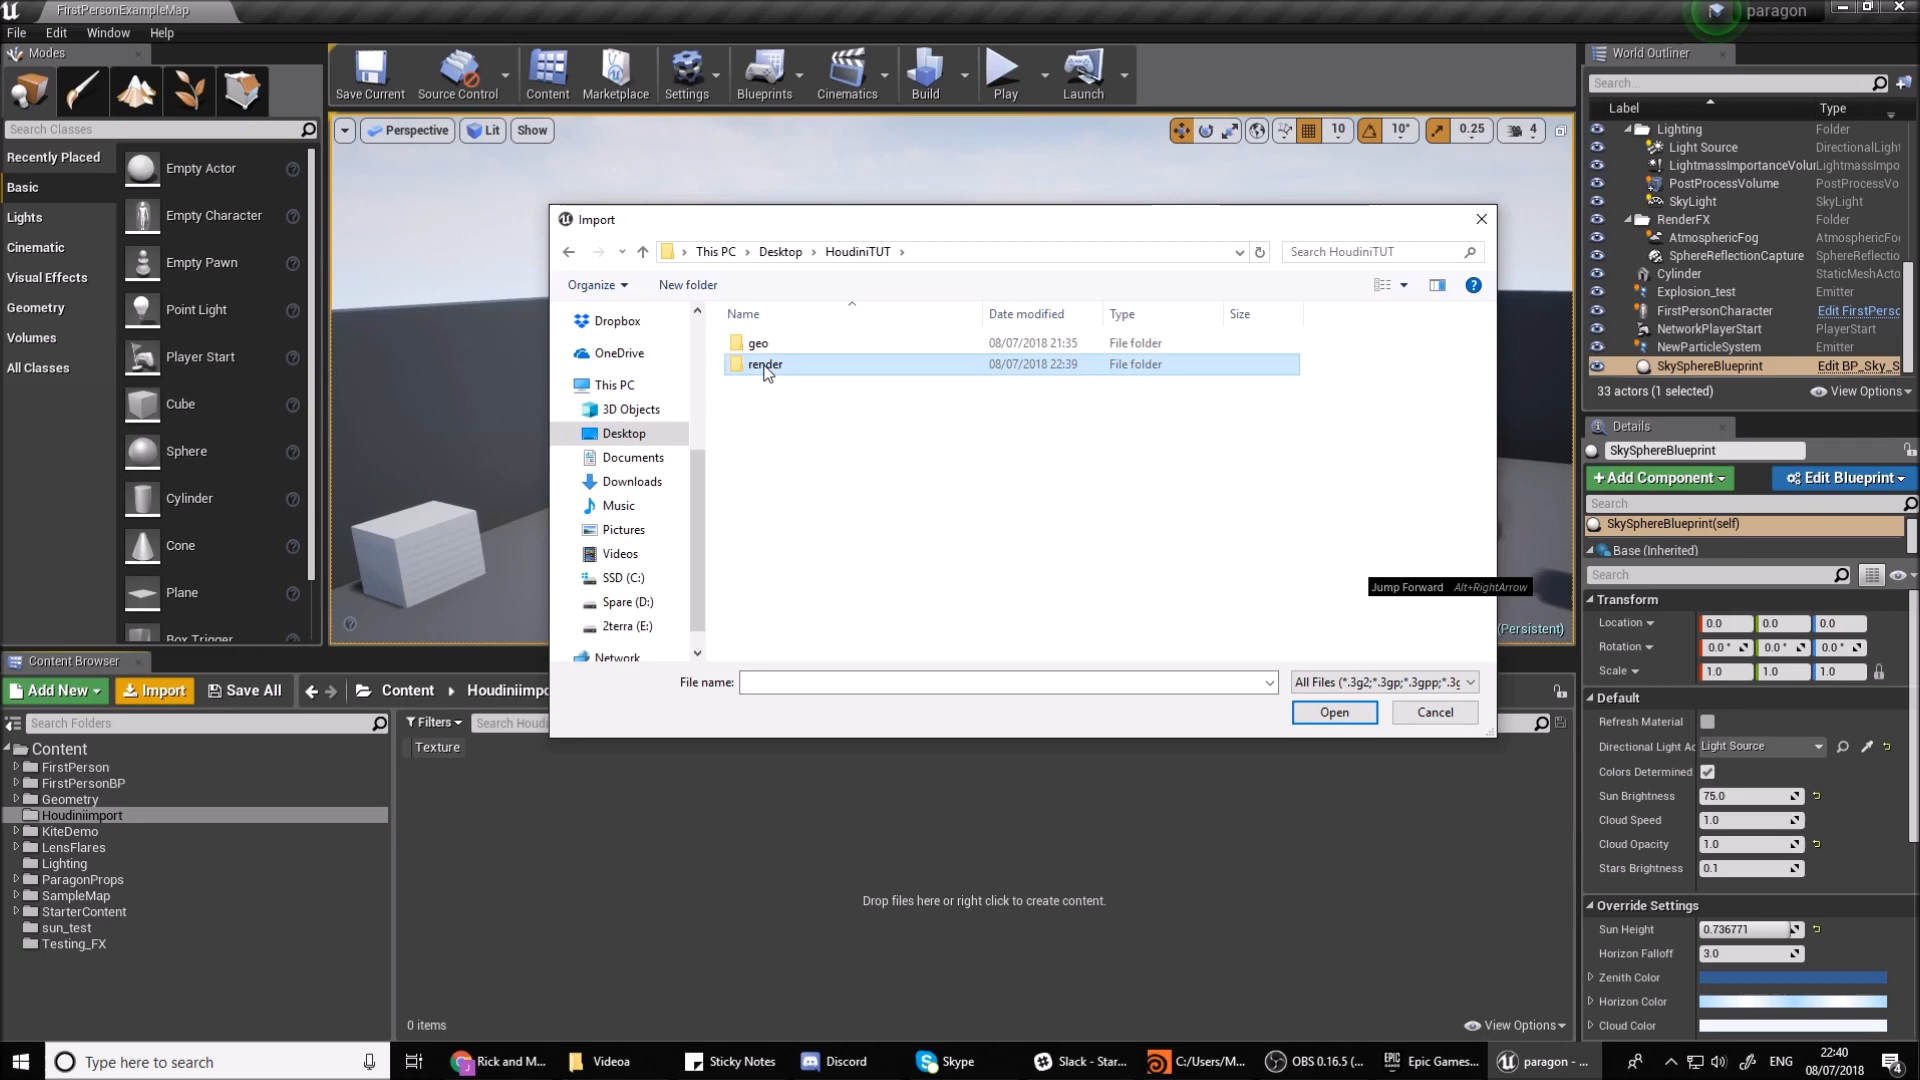 FirstPersonExampleMap
paragon
File Edit Window Help
Modes
Search Classes
Recently Placed
Basic
Lights
Cinematic
Visual Effects
Geometry
Volumes
All Classes
Empty Actor
Empty Character
Empty Pawn
Point Light
Player Start
Cube
Sphere
Cylinder
Cone
Plane
Box Trigger
Save Current Source Control Content Marketplace Settings Blueprints Cinematics Build Play Launch
Perspective Lit Show
10 10° 0.25 4
Import
This PC Desktop HoudiniTUT
Search HoudiniTUT
Organize New folder
Dropbox
OneDrive
This PC
3D Objects
Desktop
Documents
Downloads
Music
Pictures
Videos
SSD (C:)
Spare (D:)
2terra (E:)
Network
Name Date modified Type Size
geo 08/07/2018 21:35 File folder
render 08/07/2018 22:39 File folder
Jump Forward Alt+RightArrow
(Persistent)
File name:
All Files (*.3g2;*.3gp;*.3gpp;*.3g
Open Cancel
World Outliner
Search...
Label Type
Lighting Folder
Light Source DirectionalLight
LightmassImportanceVolur LightmassImpo
PostProcessVolume PostProcessVo
SkyLight SkyLight
RenderFX Folder
AtmosphericFog AtmosphericFo
SphereReflectionCapture SphereReflectio
Cylinder StaticMeshActo
Explosion_test Emitter
FirstPersonCharacter Edit FirstPerso
NetworkPlayerStart PlayerStart
NewParticleSystem Emitter
SkySphereBlueprint Edit BP_Sky_S
33 actors (1 selected) View Options
Details
SkySphereBlueprint
+Add Component Edit Blueprint
Search
SkySphereBlueprint(self)
Base (Inherited)
Search
Transform
Location 0.0 0.0 0.0
Rotation 0.0 ° 0.0 ° 0.0 °
Scale 1.0 1.0 1.0
Default
Refresh Material
Directional Light Ac Light Source
Colors Determined
Sun Brightness 75.0
Cloud Speed 1.0
Cloud Opacity 1.0
Stars Brightness 0.1
Override Settings
Sun Height 0.736771
Horizon Falloff 3.0
Zenith Color
Horizon Color
Cloud Color
Content Browser
Add New Import Save All Content Houdiniimpo
Search Folders
Filters Search Houdi
Texture
Content
FirstPerson
FirstPersonBP
Geometry
Houdiniimport
KiteDemo
LensFlares
Lighting
ParagonProps
SampleMap
StarterContent
sun_test
Testing_FX
Drop files here or right click to create content.
0 items View Options
Type here to search
Rick and M... Videoa Sticky Notes Discord Skype Slack - Star... C:/Users/M... OBS 0.16.5 (... Epic Games... paragon - ...
ENG
22:40
08/07/2018
4